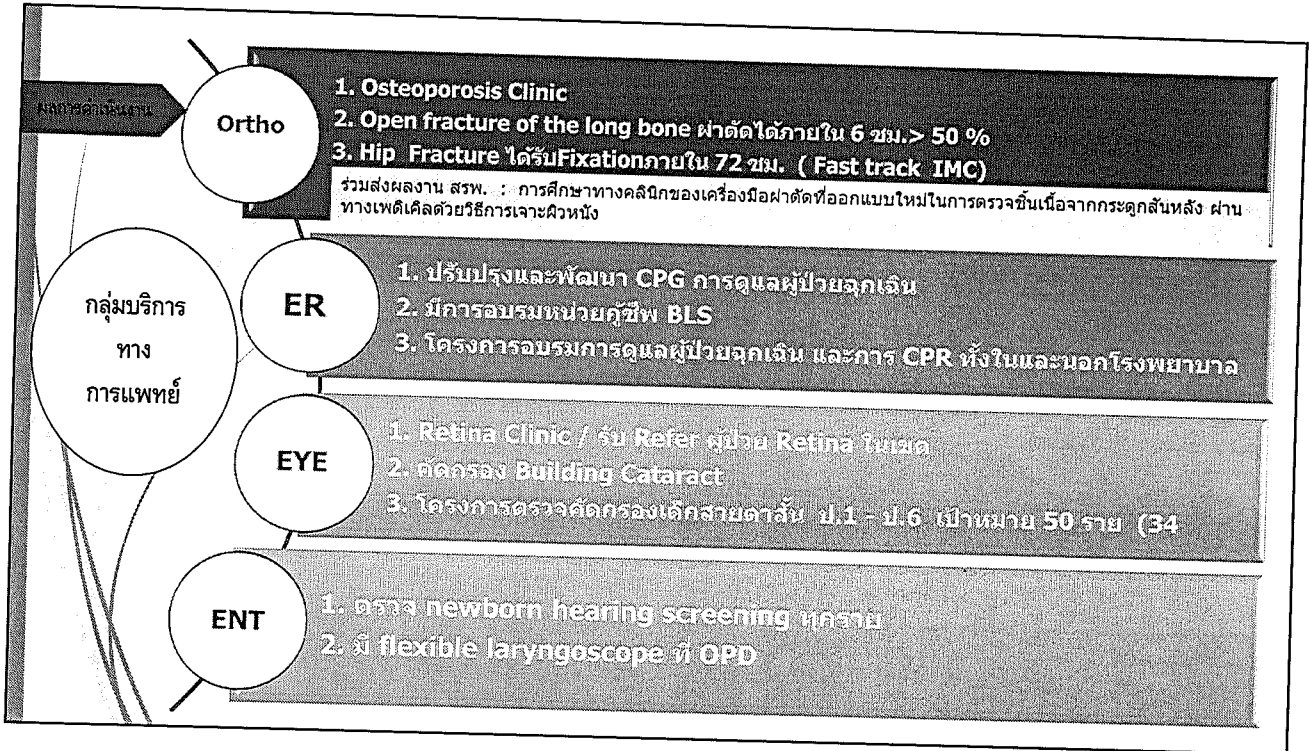 ผลการดำเนินงาน
Ortho
1. Osteoporosis Clinic
2. Open fracture of the long bone ผ่าตัดได้ภายใน 6 ชม.> 50 %
3. Hip Fracture ได้รับFixationภายใน 72 ชม. ( Fast track IMC)
ร่วมส่งผลงาน สรพ. : การศึกษาทางคลินิกของเครื่องมือผ่าตัดที่ออกแบบใหม่ในการตรวจชิ้นเนื้อจากกระดูกสันหลัง ผ่าน
ทางเพดิเคิลด้วยวิธีการเจาะผิวหนัง
กลุ่มบริการ
ทาง
การแพทย์
ER
1. ปรับปรุงและพัฒนา CPG การดูแลผู้ป่วยฉุกเฉิน
2. มีการอบรมหน่วยกู้ชีพ BLS
3. โครงการอบรมการดูแลผู้ป่วยฉุกเฉิน และการ CPR ทั้งในและนอกโรงพยาบาล
EYE
1. Retina Clinic / รับ Refer ผู้ป่วย Retina ในเขต
2. คัดกรอง Building Cataract
3. โครงการตรวจคัดกรองเด็กสายตาสั้น ป.1 - ป.6 เป้าหมาย 50 ราย (34
ENT
1. ตรวจ newborn hearing screening ทุกราย
2. มี flexible laryngoscope ที่ OPD